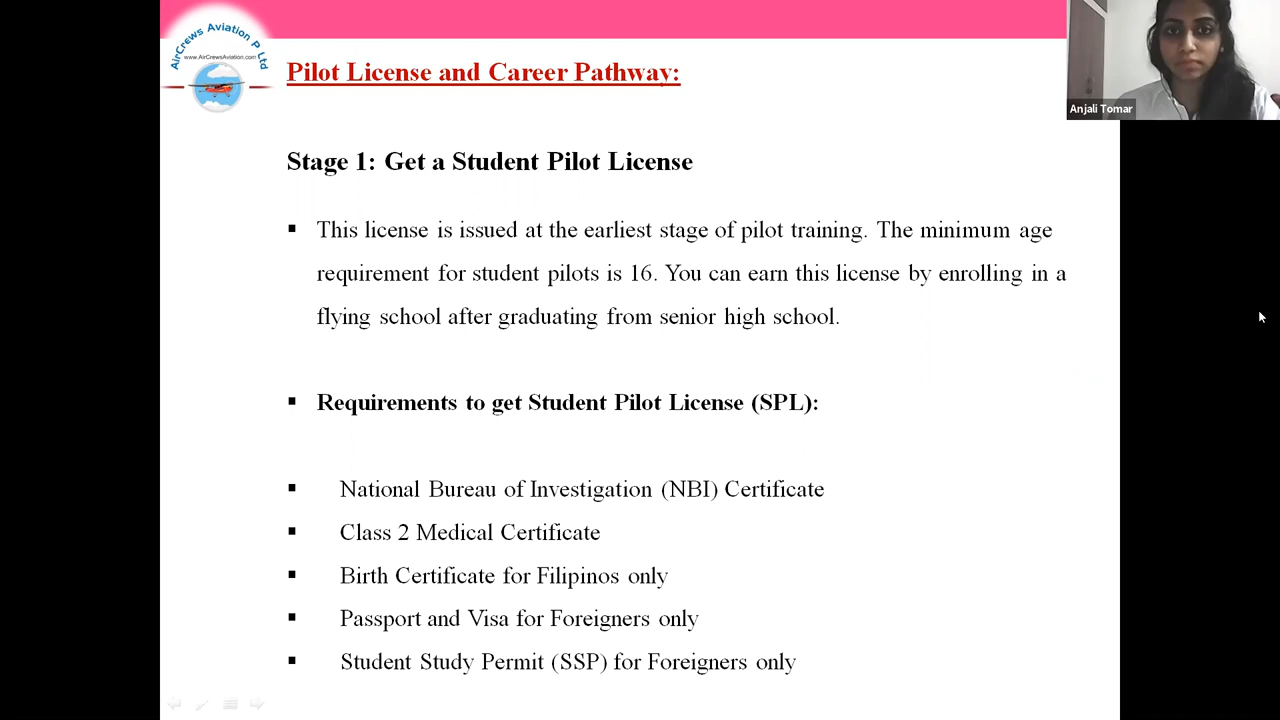 AirCrews Aviation P Ltd
www.AirCrewsAviation.com
Pilot License and Career Pathway:
Anjali Tomar
Stage 1: Get a Student Pilot License
▪ This license is issued at the earliest stage of pilot training. The minimum age
requirement for student pilots is 16. You can earn this license by enrolling in a
flying school after graduating from senior high school.
▪ Requirements to get Student Pilot License (SPL):
▪ National Bureau of Investigation (NBI) Certificate
▪ Class 2 Medical Certificate
▪ Birth Certificate for Filipinos only
▪ Passport and Visa for Foreigners only
▪ Student Study Permit (SSP) for Foreigners only